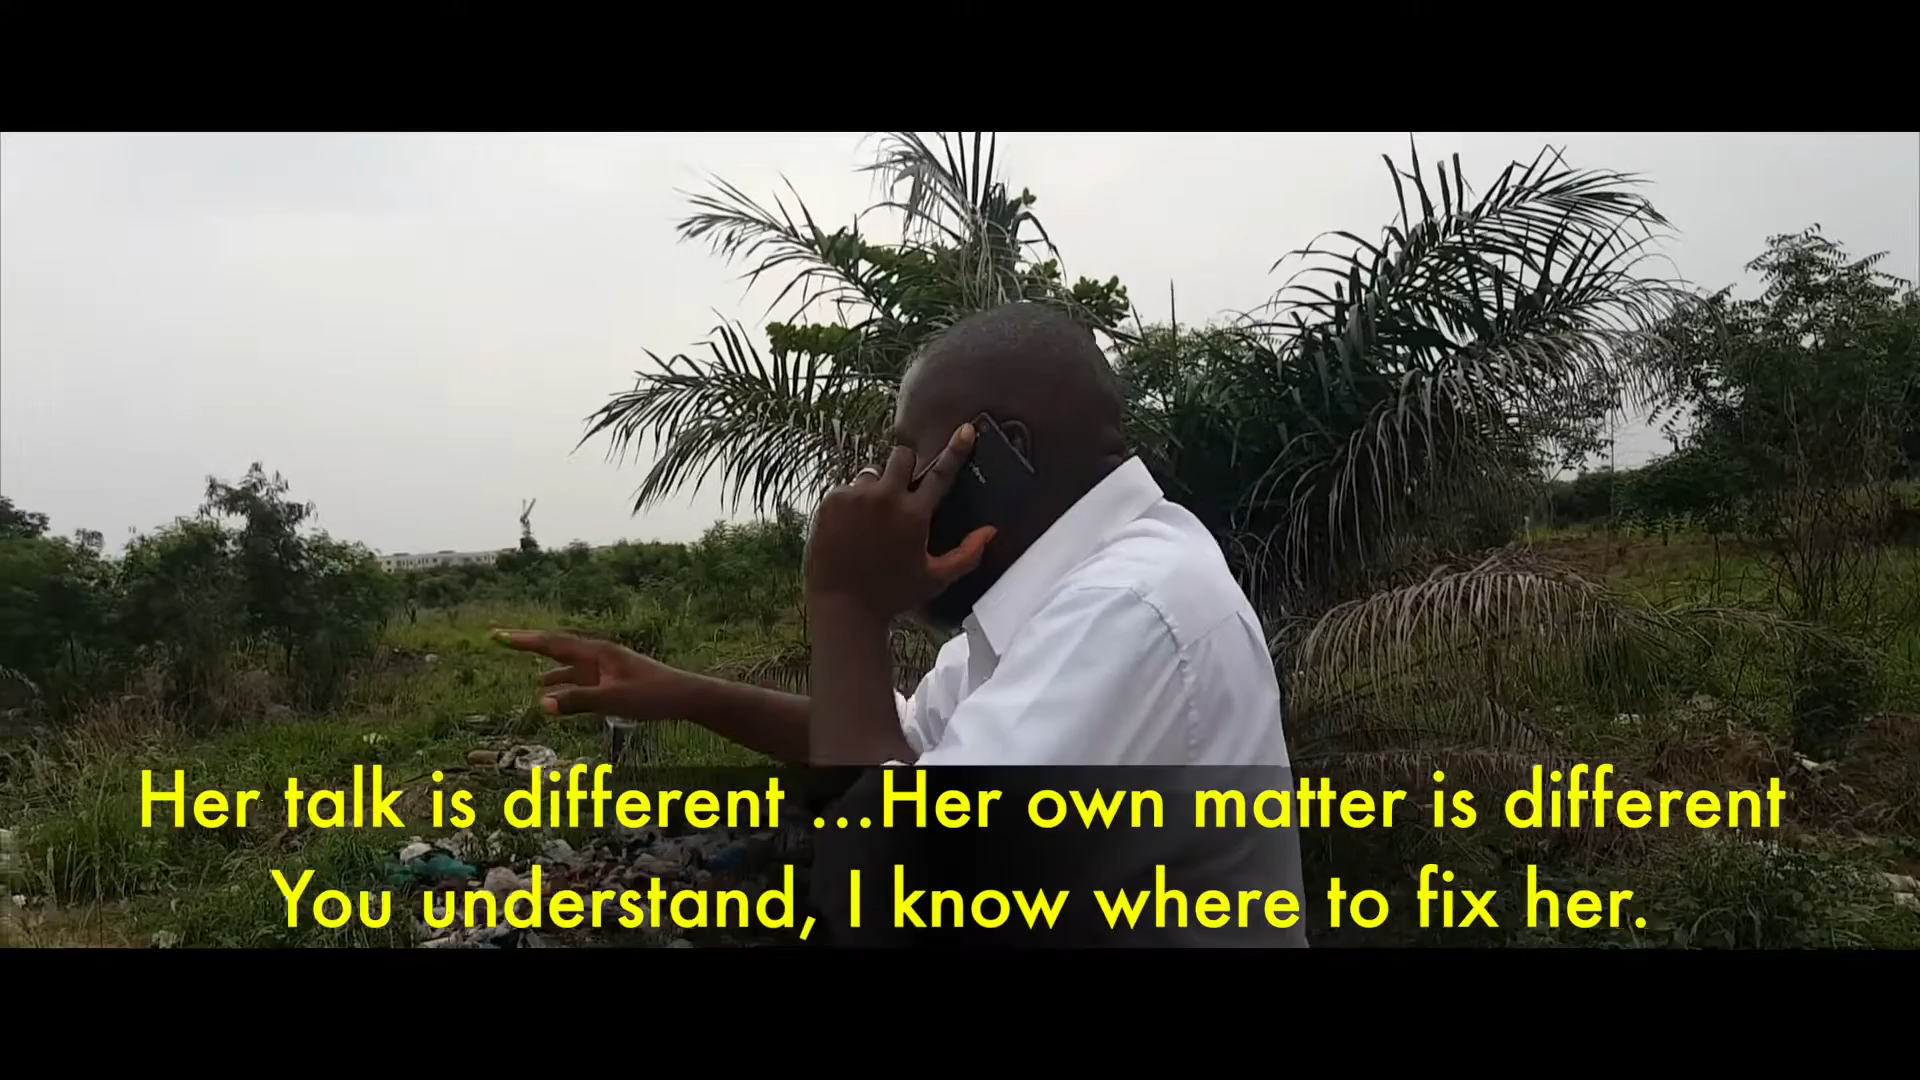 Her talk is different ...Her own matter is different
You understand, I know where to fix her.